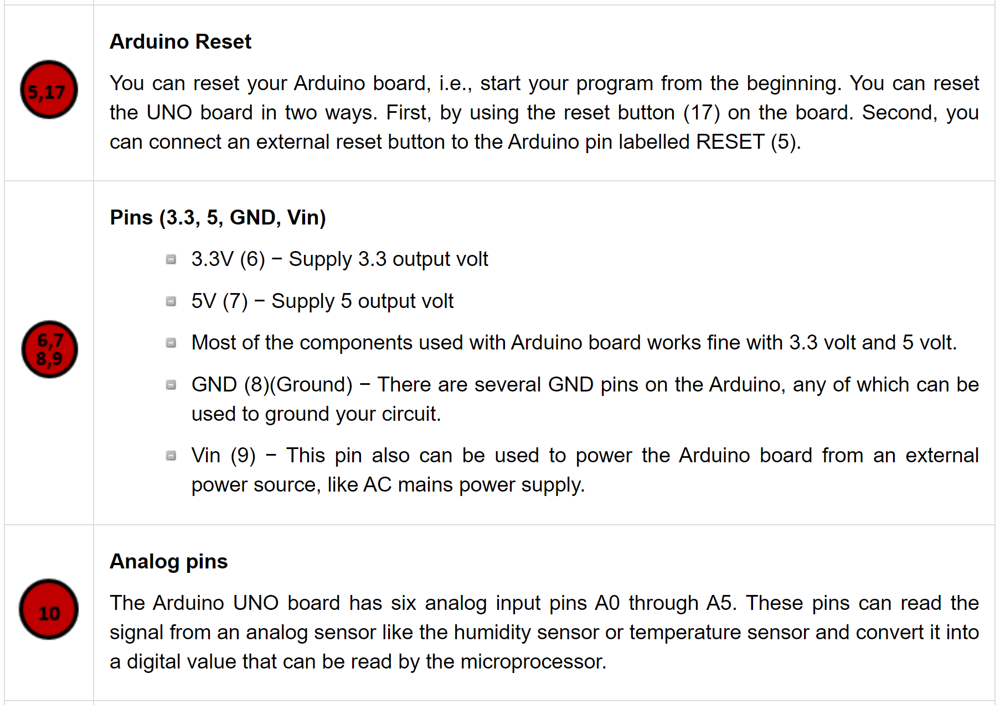 Arduino Reset
5,17
You can reset your Arduino board, i.e., start your program from the beginning. You can reset
the UNO board in two ways. First, by using the reset button (17) on the board. Second, you
can connect an external reset button to the Arduino pin labelled RESET (5).
Pins (3.3, 5, GND, Vin)
3.3V (6) − Supply 3.3 output volt
5V (7) − Supply 5 output volt
6,7
8,9
Most of the components used with Arduino board works fine with 3.3 volt and 5 volt.
GND (8)(Ground) − There are several GND pins on the Arduino, any of which can be
used to ground your circuit.
Vin (9) − This pin also can be used to power the Arduino board from an external
power source, like AC mains power supply.
Analog pins
10
The Arduino UNO board has six analog input pins A0 through A5. These pins can read the
signal from an analog sensor like the humidity sensor or temperature sensor and convert it into
a digital value that can be read by the microprocessor.